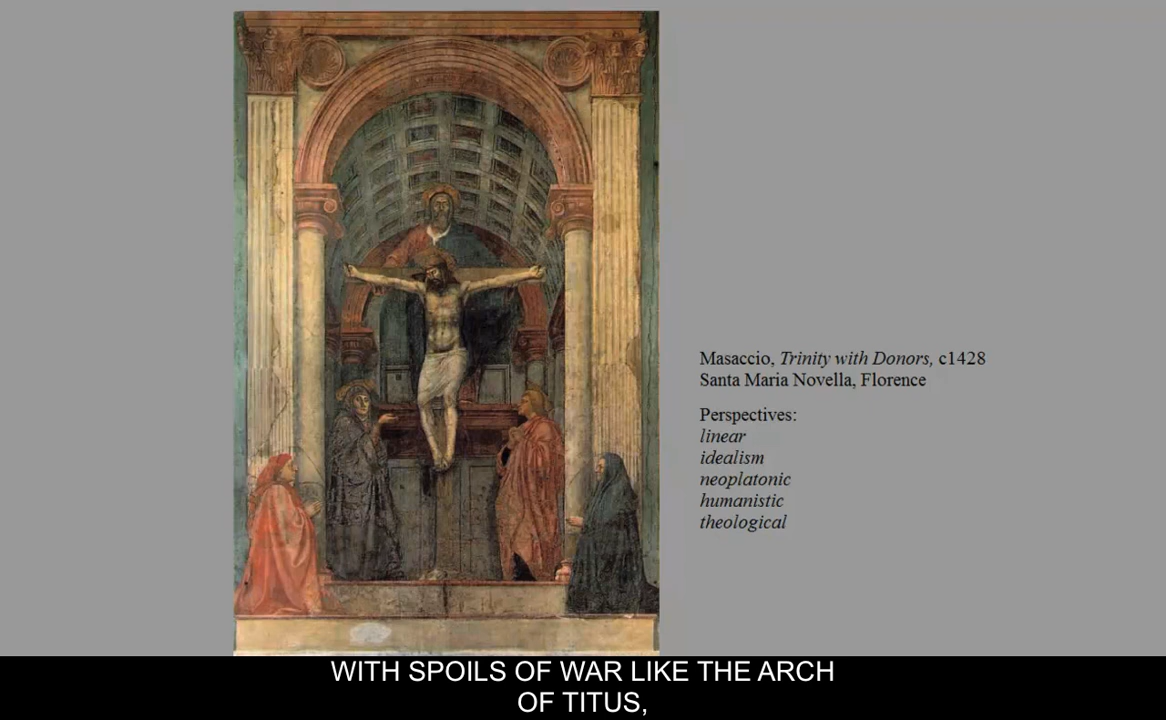 Masaccio, Trinity with Donors, c1428
Santa Maria Novella, Florence
Perspectives:
linear
idealism
neoplatonic
humanistic
theological
WITH SPOILS OF WAR LIKE THE ARCH
OF TITUS,